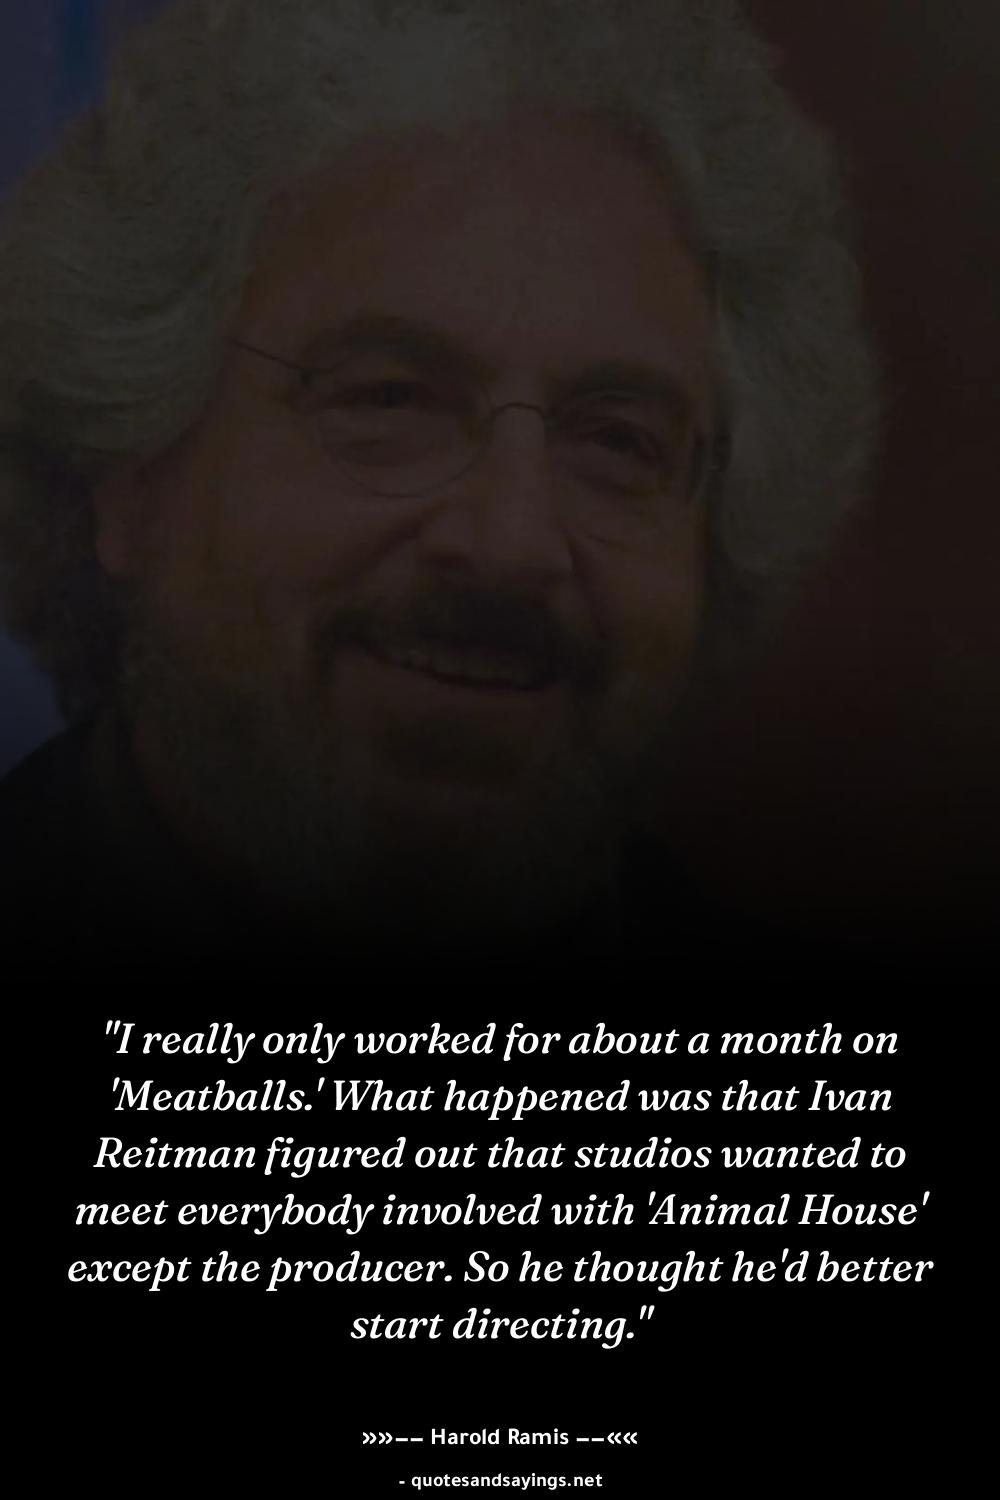 "I really only worked for about a month on
'Meatballs.' What happened was that Ivan
Reitman figured out that studios wanted to
meet everybody involved with 'Animal House'
except the producer. So he thought he'd better
start directing."
»»–– Harold Ramis ––««
- quotesandsayings.net